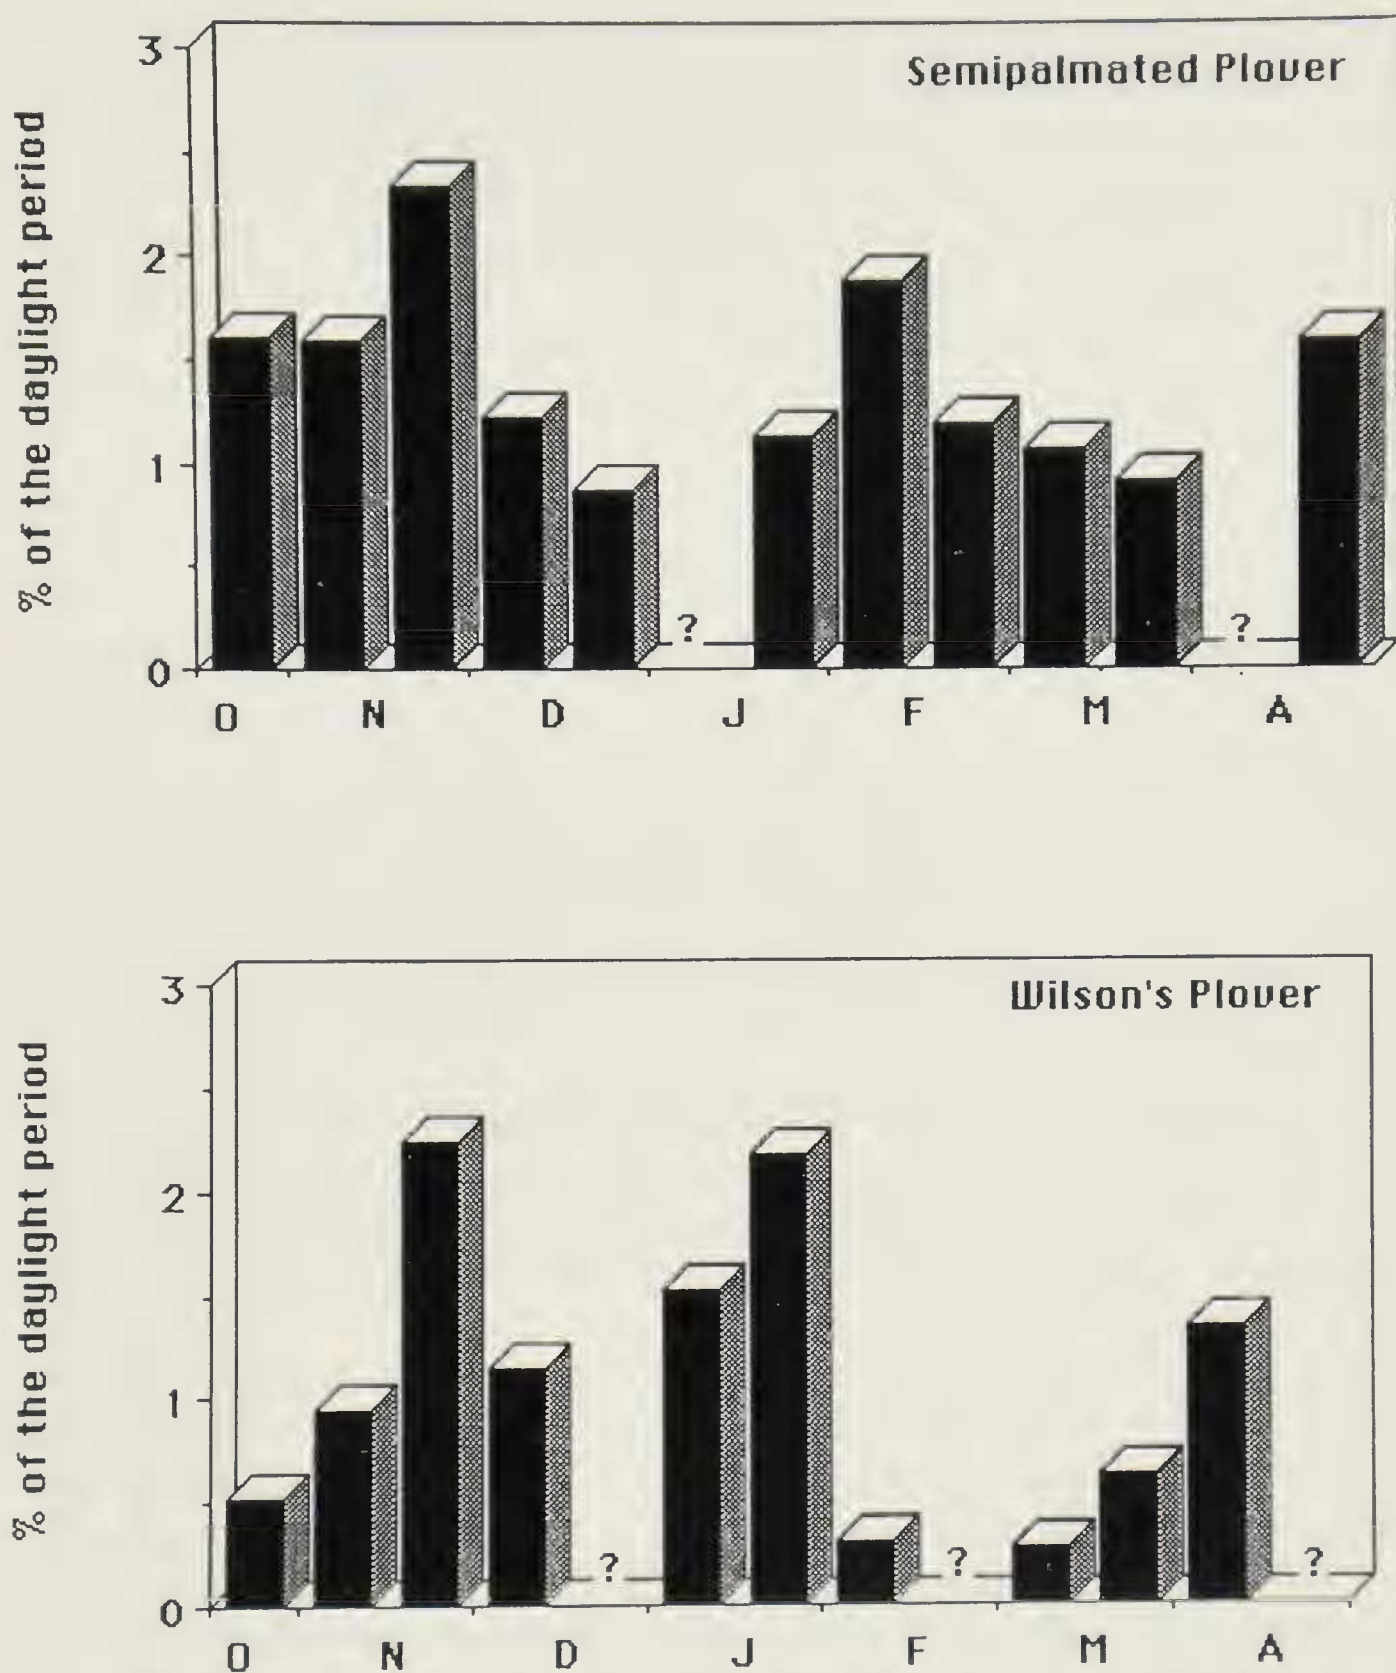 Semipalmated Plover
% of the daylight period
3
2
1
0
?
?
O N D J F M A
Wilson's Plover
% of the daylight period
3
2
1
0
?
?
?
O N D J F M A